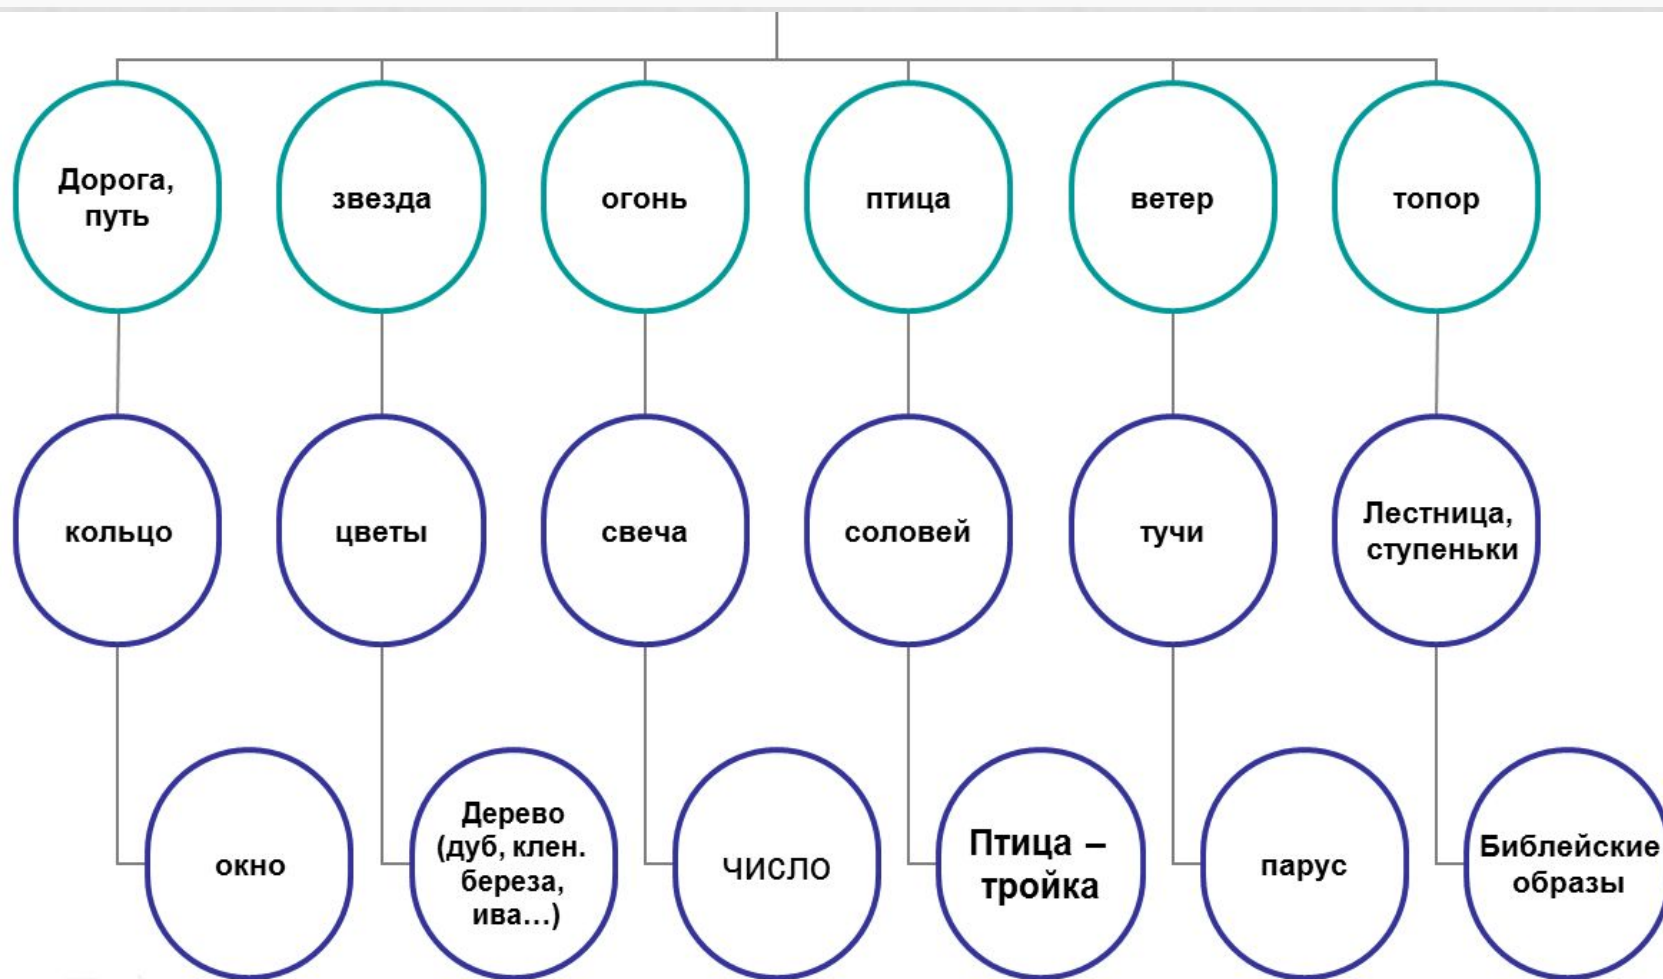 Дорога,
путь
звезда
огонь
птица
ветер
топор
кольцо
цветы
свеча
соловей
тучи
Лестница,
ступеньки
окно
Дерево
(дуб, клен.
береза,
ива...)
число
Птица –
тройка
парус
Библейские
образы